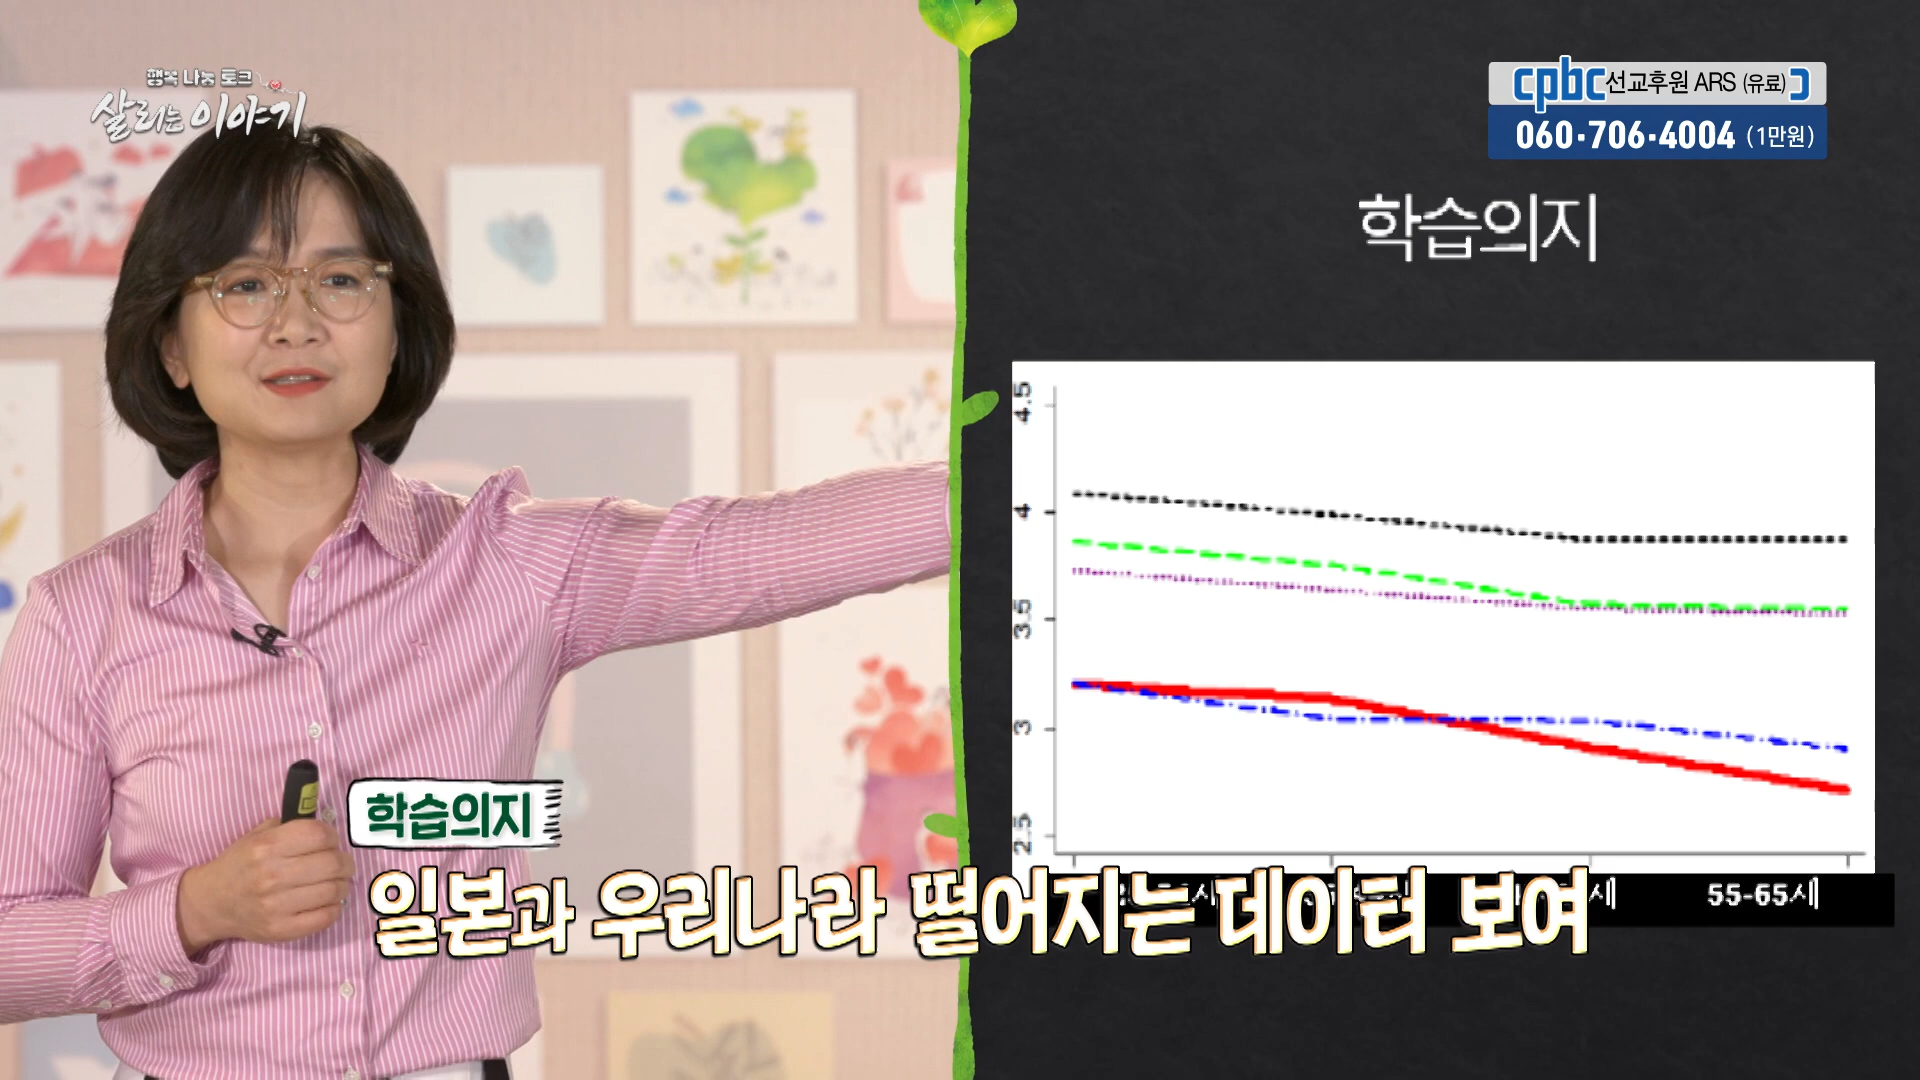 행복 나눔 토크
살리는 이야기
cpbc 선교후원 ARS (유료)
060·706·4004 (1만원)
학습의지
4.5
4
3.5
3
2.5
세
55-65세
학습의지
일본과 우리나라 떨어지는 데이터 보여